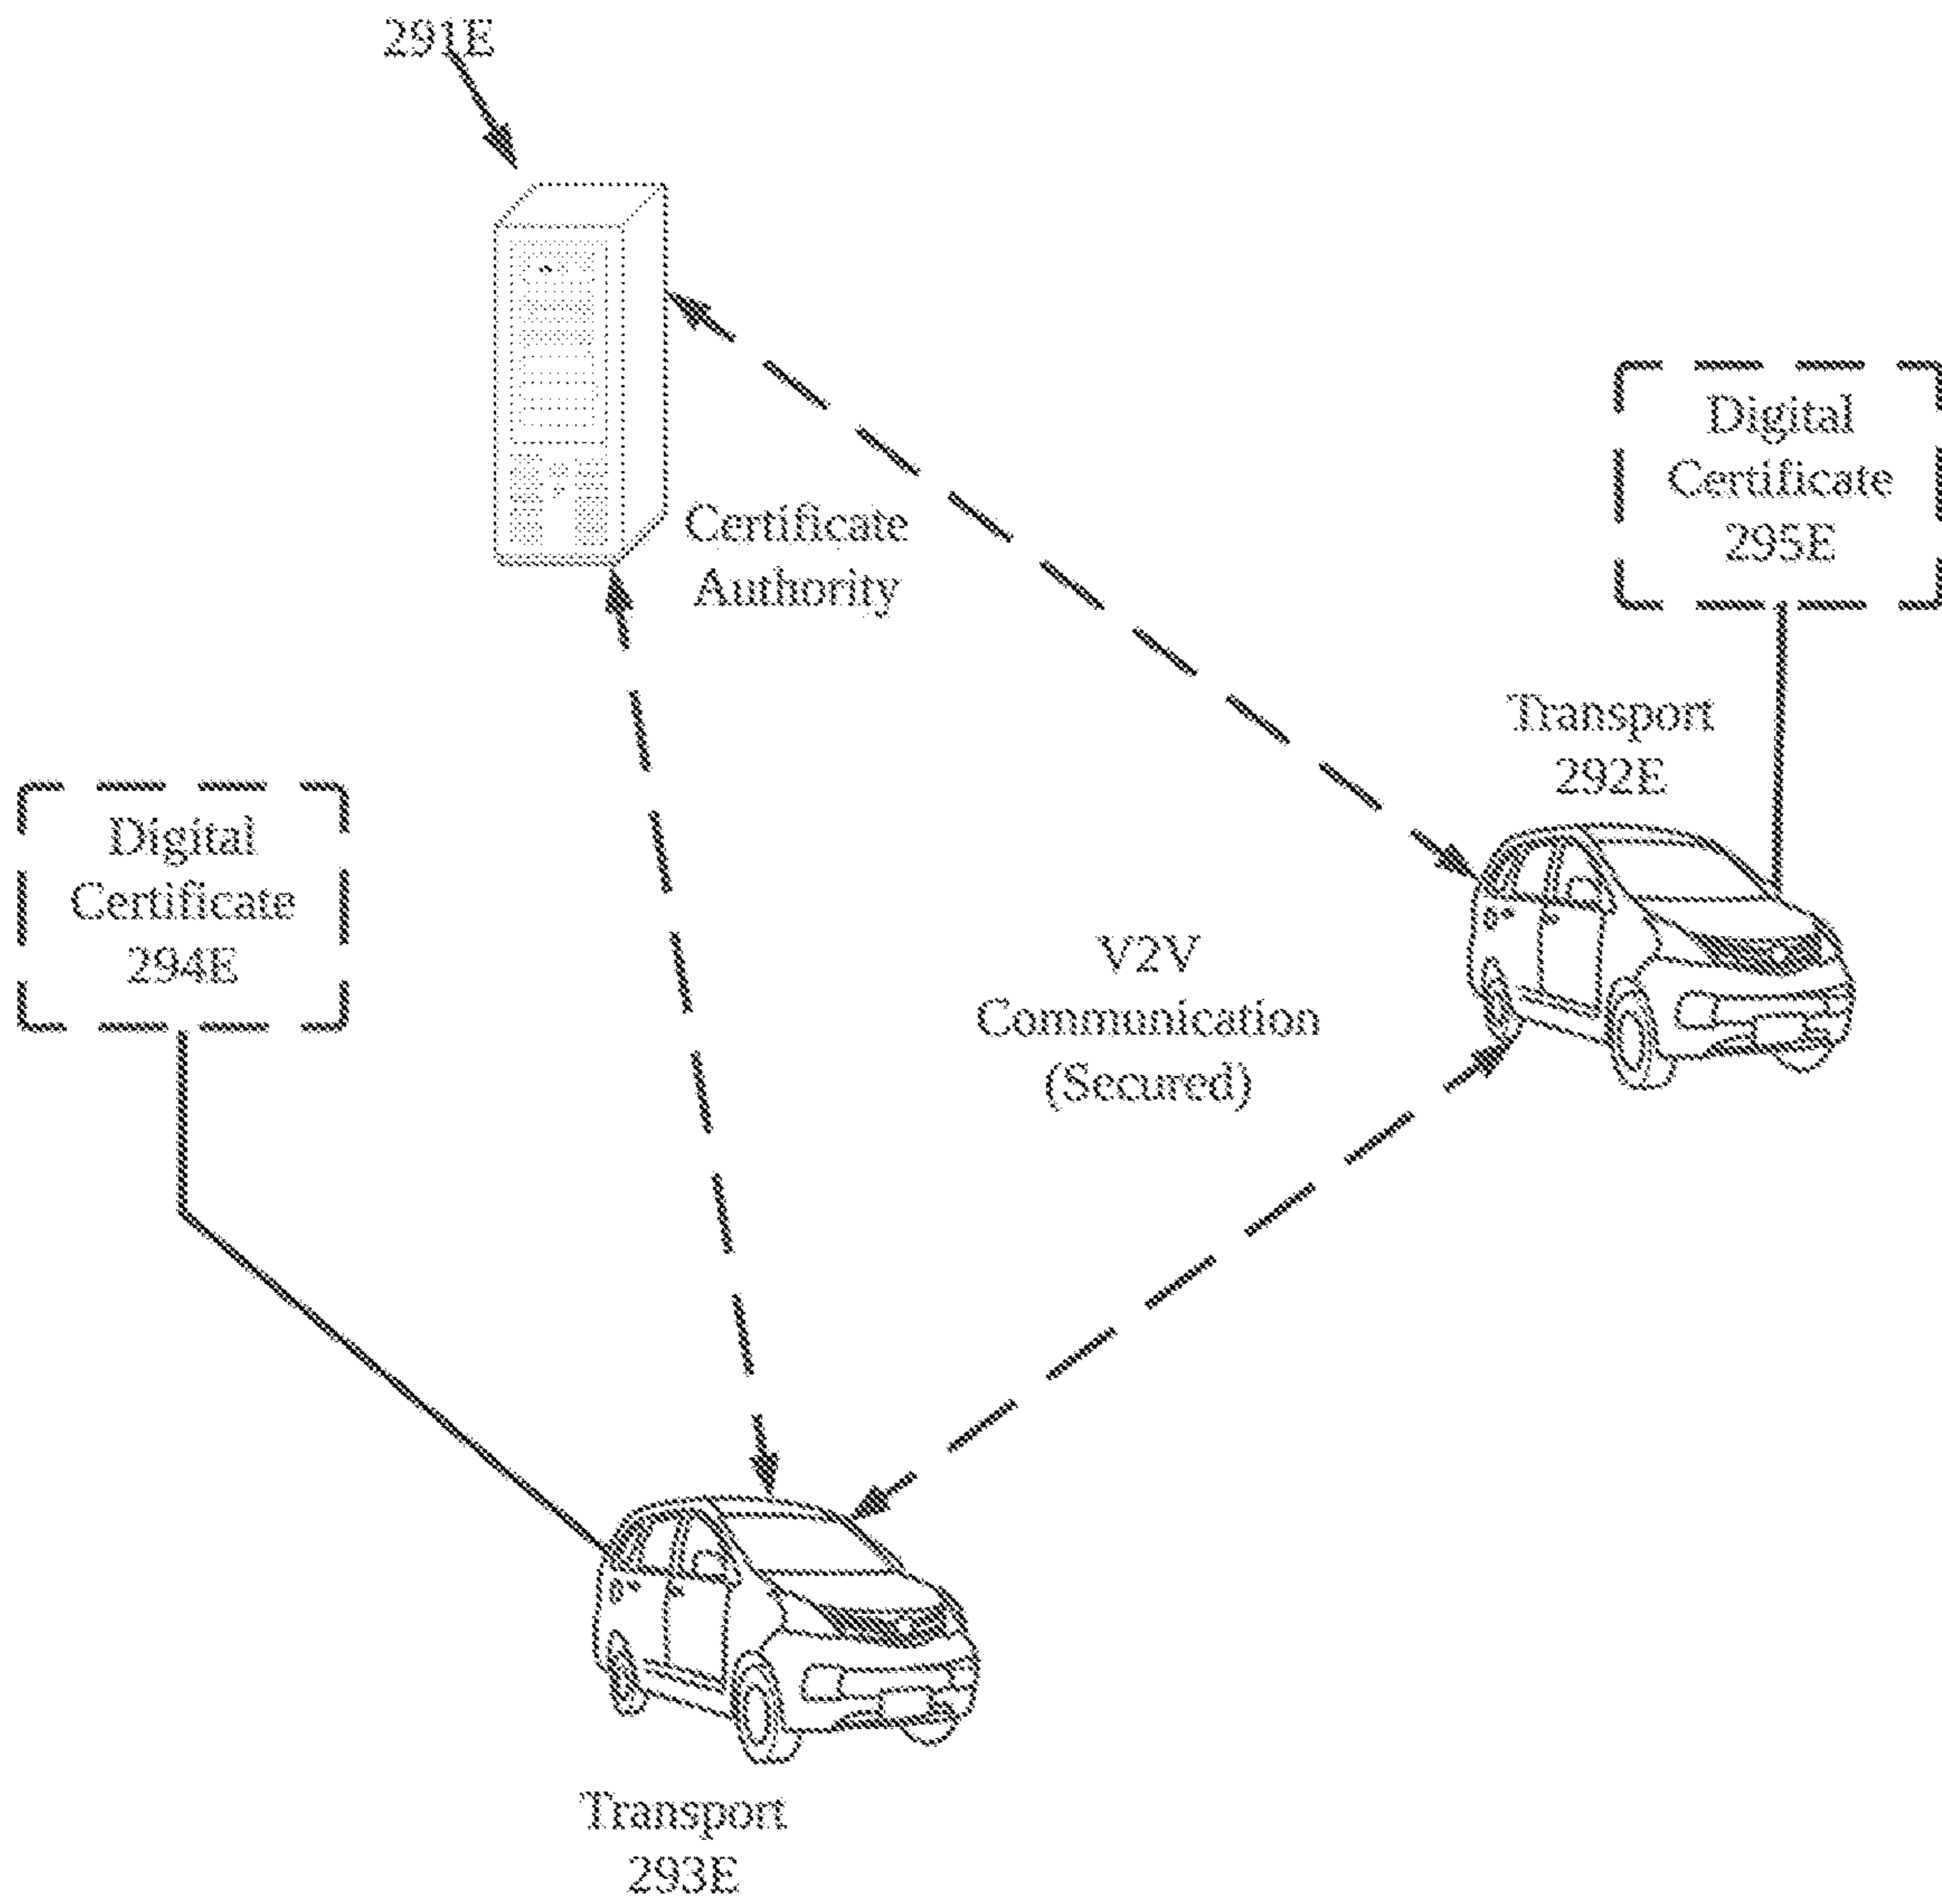 291E
Certificate
Authority
Digital
Certificate
295E
Transport
292E
Digital
Certificate
294E
V2V
Communication
(Secured)
Transport
293E